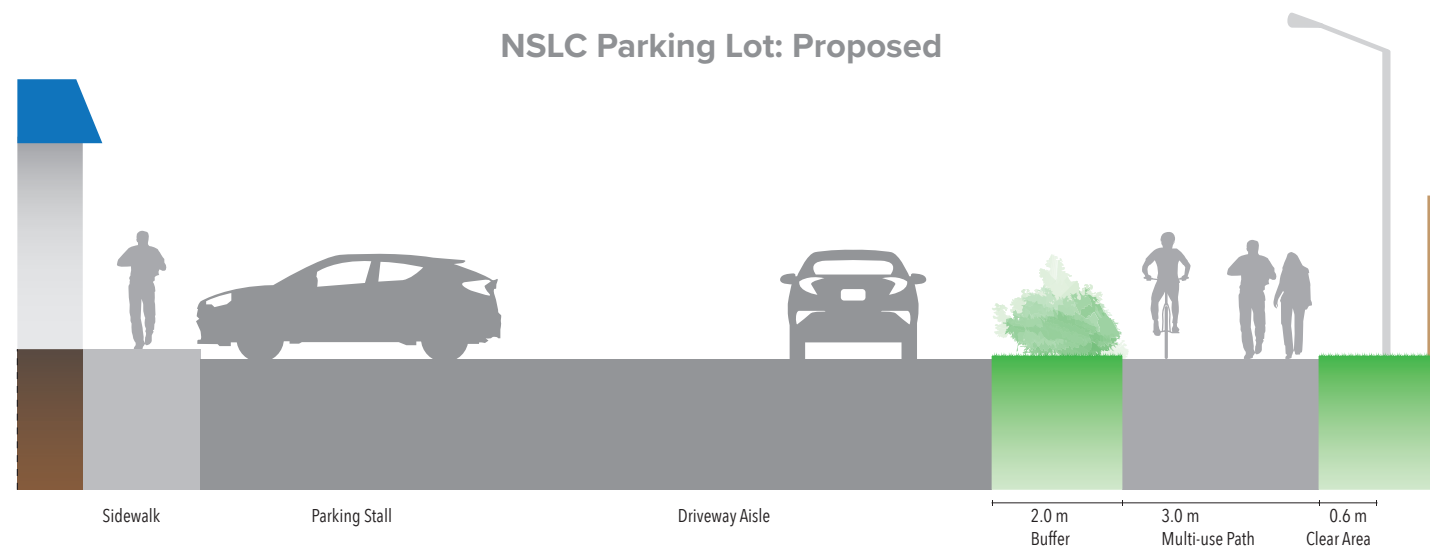 NSLC Parking Lot: Proposed
Sidewalk
Parking Stall
Driveway Aisle
2.0 m
Buffer
3.0 m
Multi-use Path
0.6 m
Clear Area